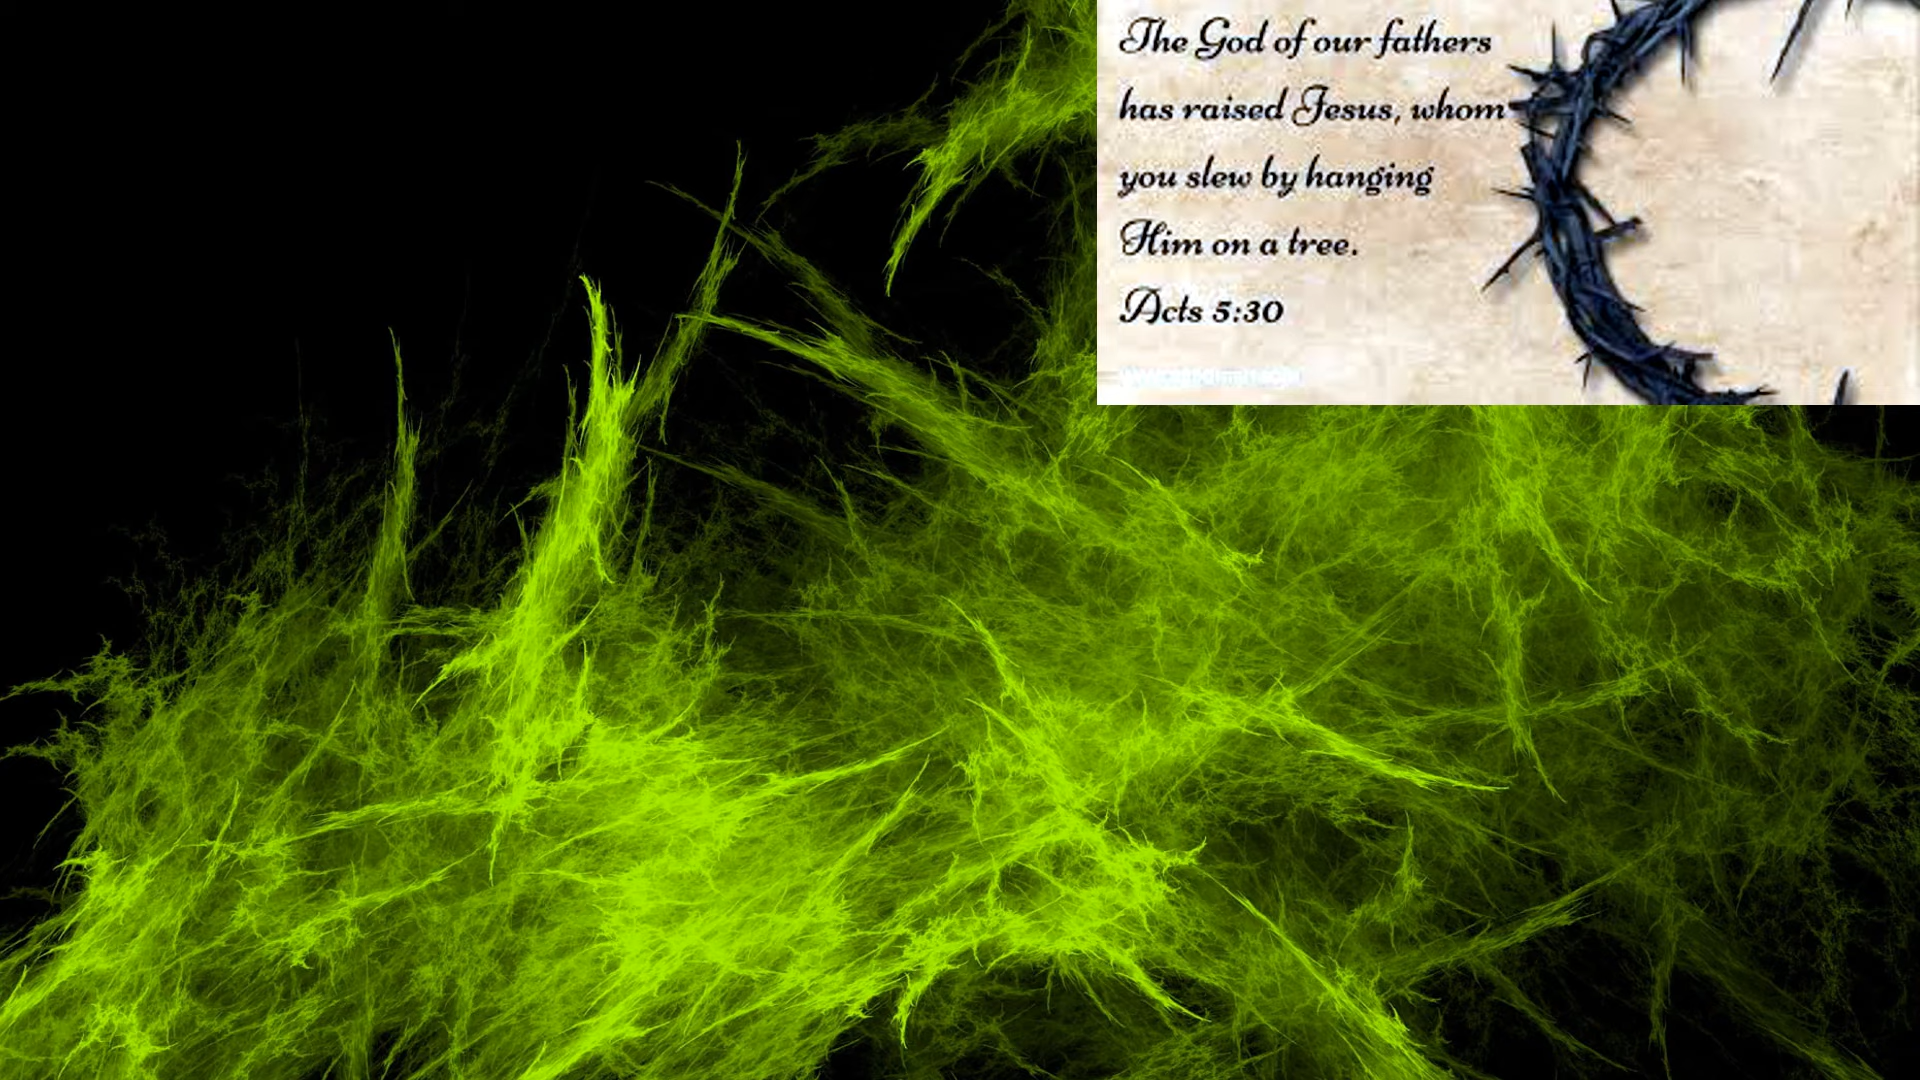 The God of our fathers
has raised Jesus, whom
you slew by hanging
Him on a tree.
Acts 5:30